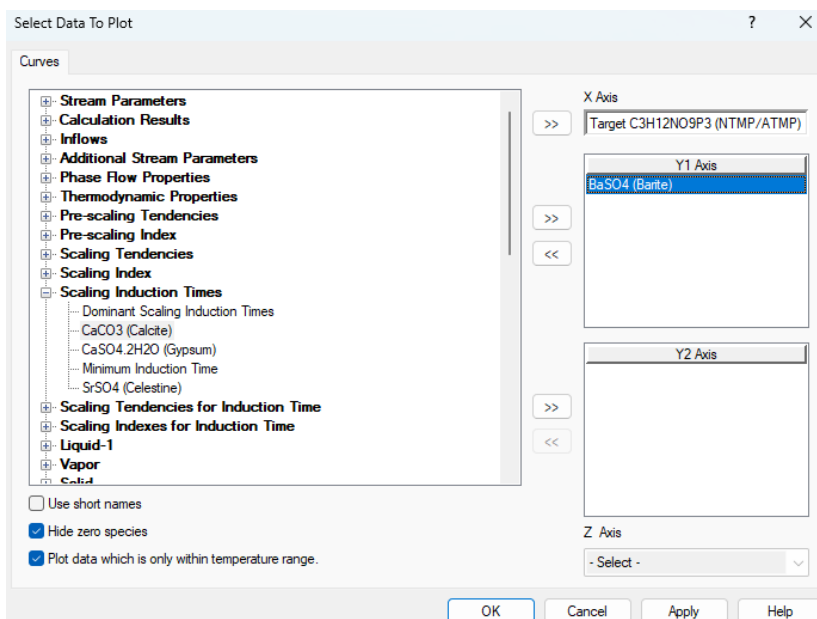 Select Data To Plot
?
Curves
Stream Parameters
Calculation Results
Inflows
Additional Stream Parameters
Phase Flow Properties
Thermodynamic Properties
Pre-scaling Tendencies
Pre-scaling Index
Scaling Tendencies
Scaling Index
Scaling Induction Times
Dominant Scaling Induction Times
CaCO3 (Calcite)
CaSO4.2H2O (Gypsum)
Minimum Induction Time
SrSO4 (Celestine)
Scaling Tendencies for Induction Time
Scaling Indexes for Induction Time
Liquid-1
Vapor
Solid
Use short names
Hide zero species
Plot data which is only within temperature range.
X Axis
>>
Target C3H12NO9P3 (NTMP/ATMP)
Y1 Axis
BaSO4 (Barite)
>>
<<
Y2 Axis
>>
<<
Z Axis
- Select -
OK
Cancel
Apply
Help